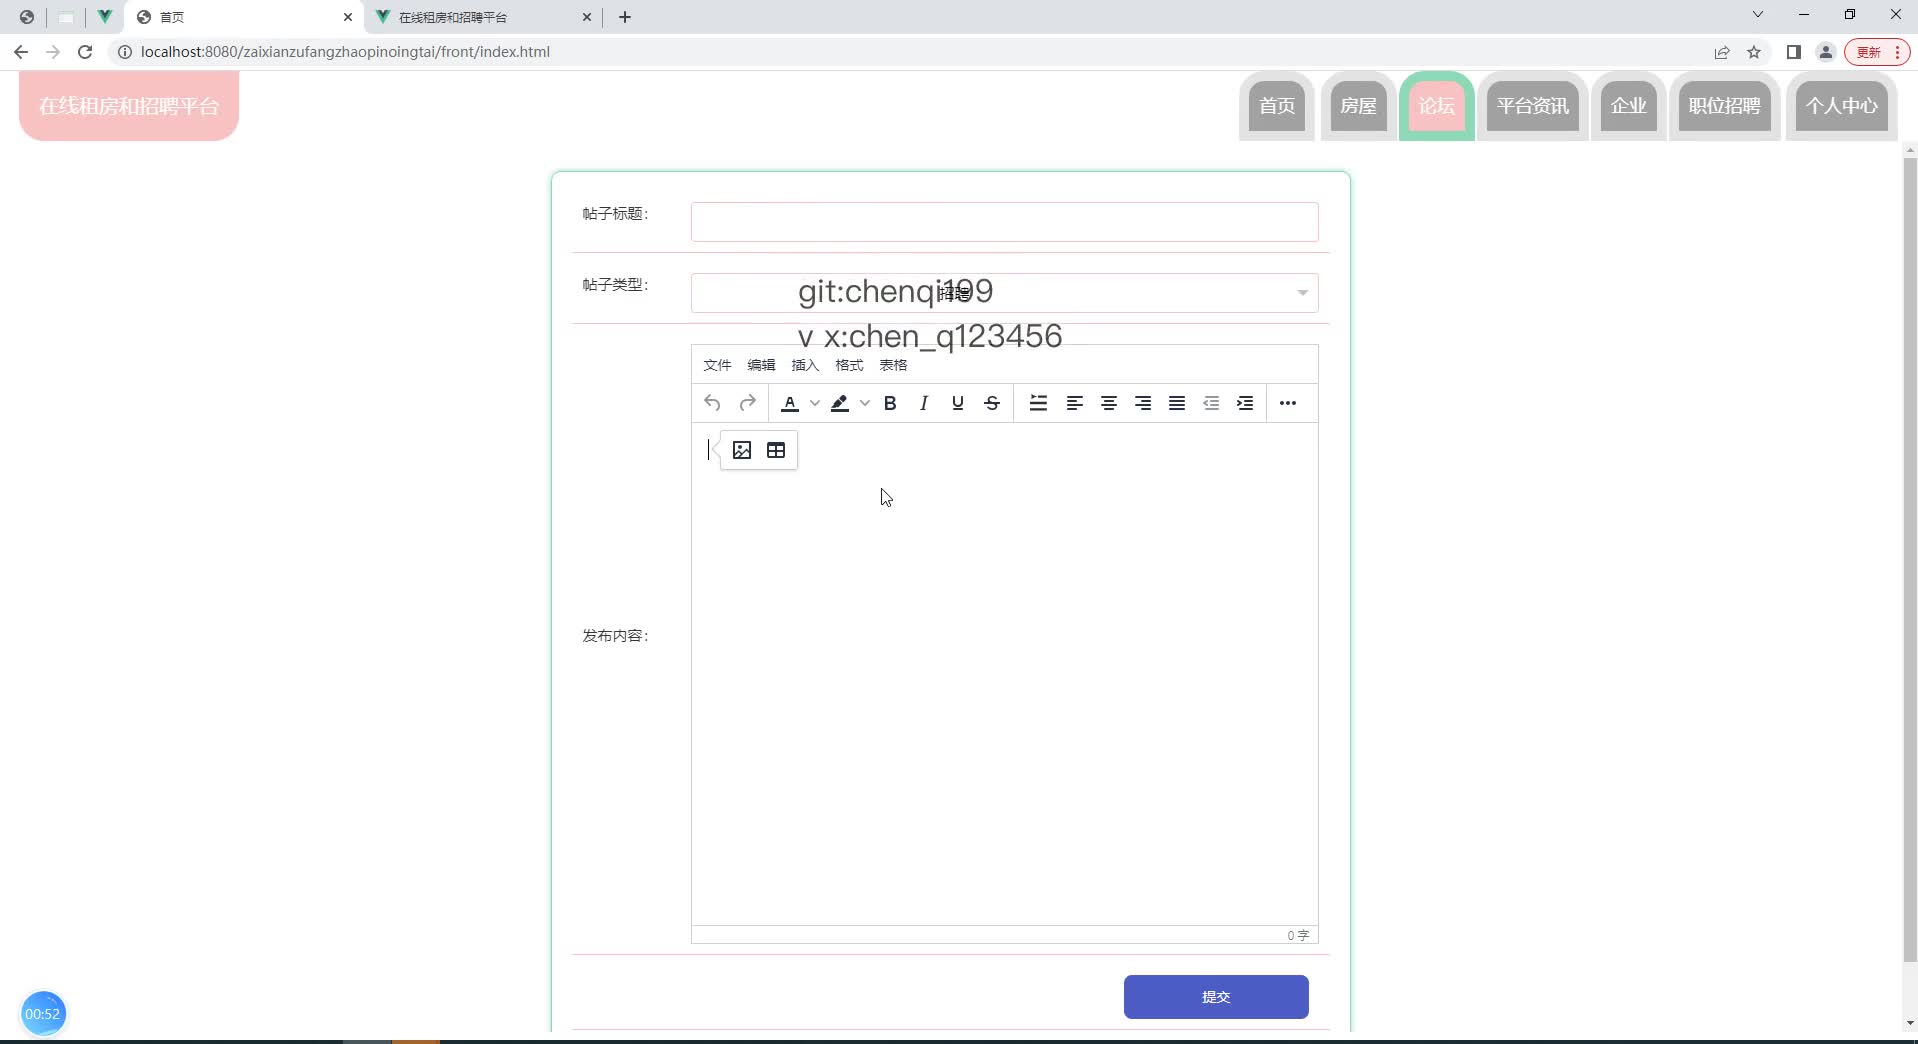 首页
在线租房和招聘平台
localhost:8080/zaixianzufangzhaopinoingtai/front/index.html
更新
在线租房和招聘平台
首页
房屋
论坛
平台资讯
企业
职位招聘
个人中心
帖子标题：
帖子类型：
招聘
git:chenqi109
v x:chen_q123456
文件 编辑 插入 格式 表格
发布内容：
0 字
提交
00:52